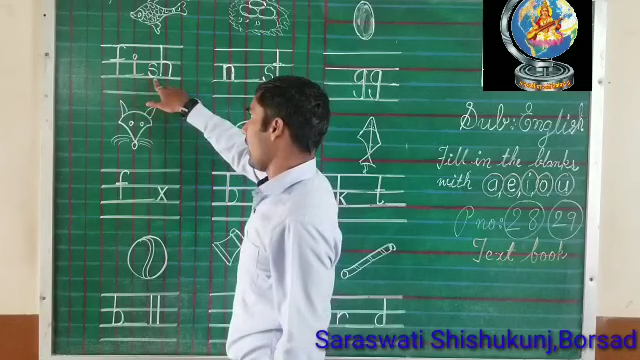 fish
n st
gg
Sub: English
Fill in the blanks
with a, e, i, o, u
f x
b
k t
P no: 28 29
Text book
b ll
r d
Saraswati Shishukunj,Borsad